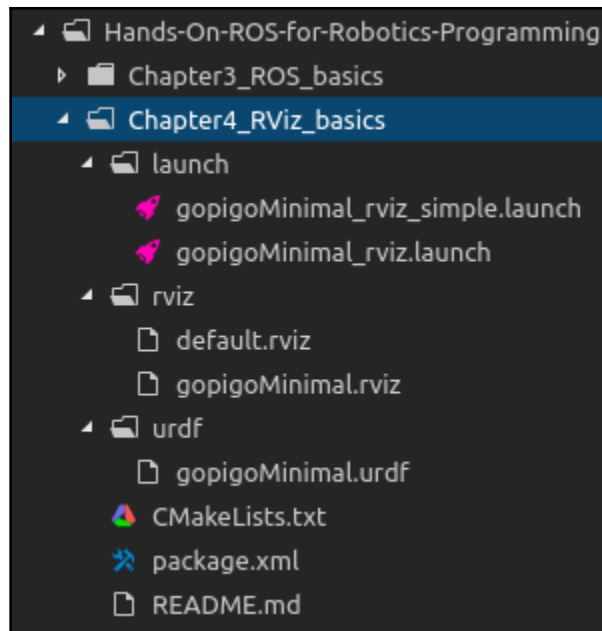 Hands-On-ROS-for-Robotics-Programming
Chapter3_ROS_basics
Chapter4_RViz_basics
launch
gopigoMinimal_rviz_simple.launch
gopigoMinimal_rviz.launch
rviz
default.rviz
gopigoMinimal.rviz
urdf
gopigoMinimal.urdf
CMakeLists.txt
package.xml
README.md